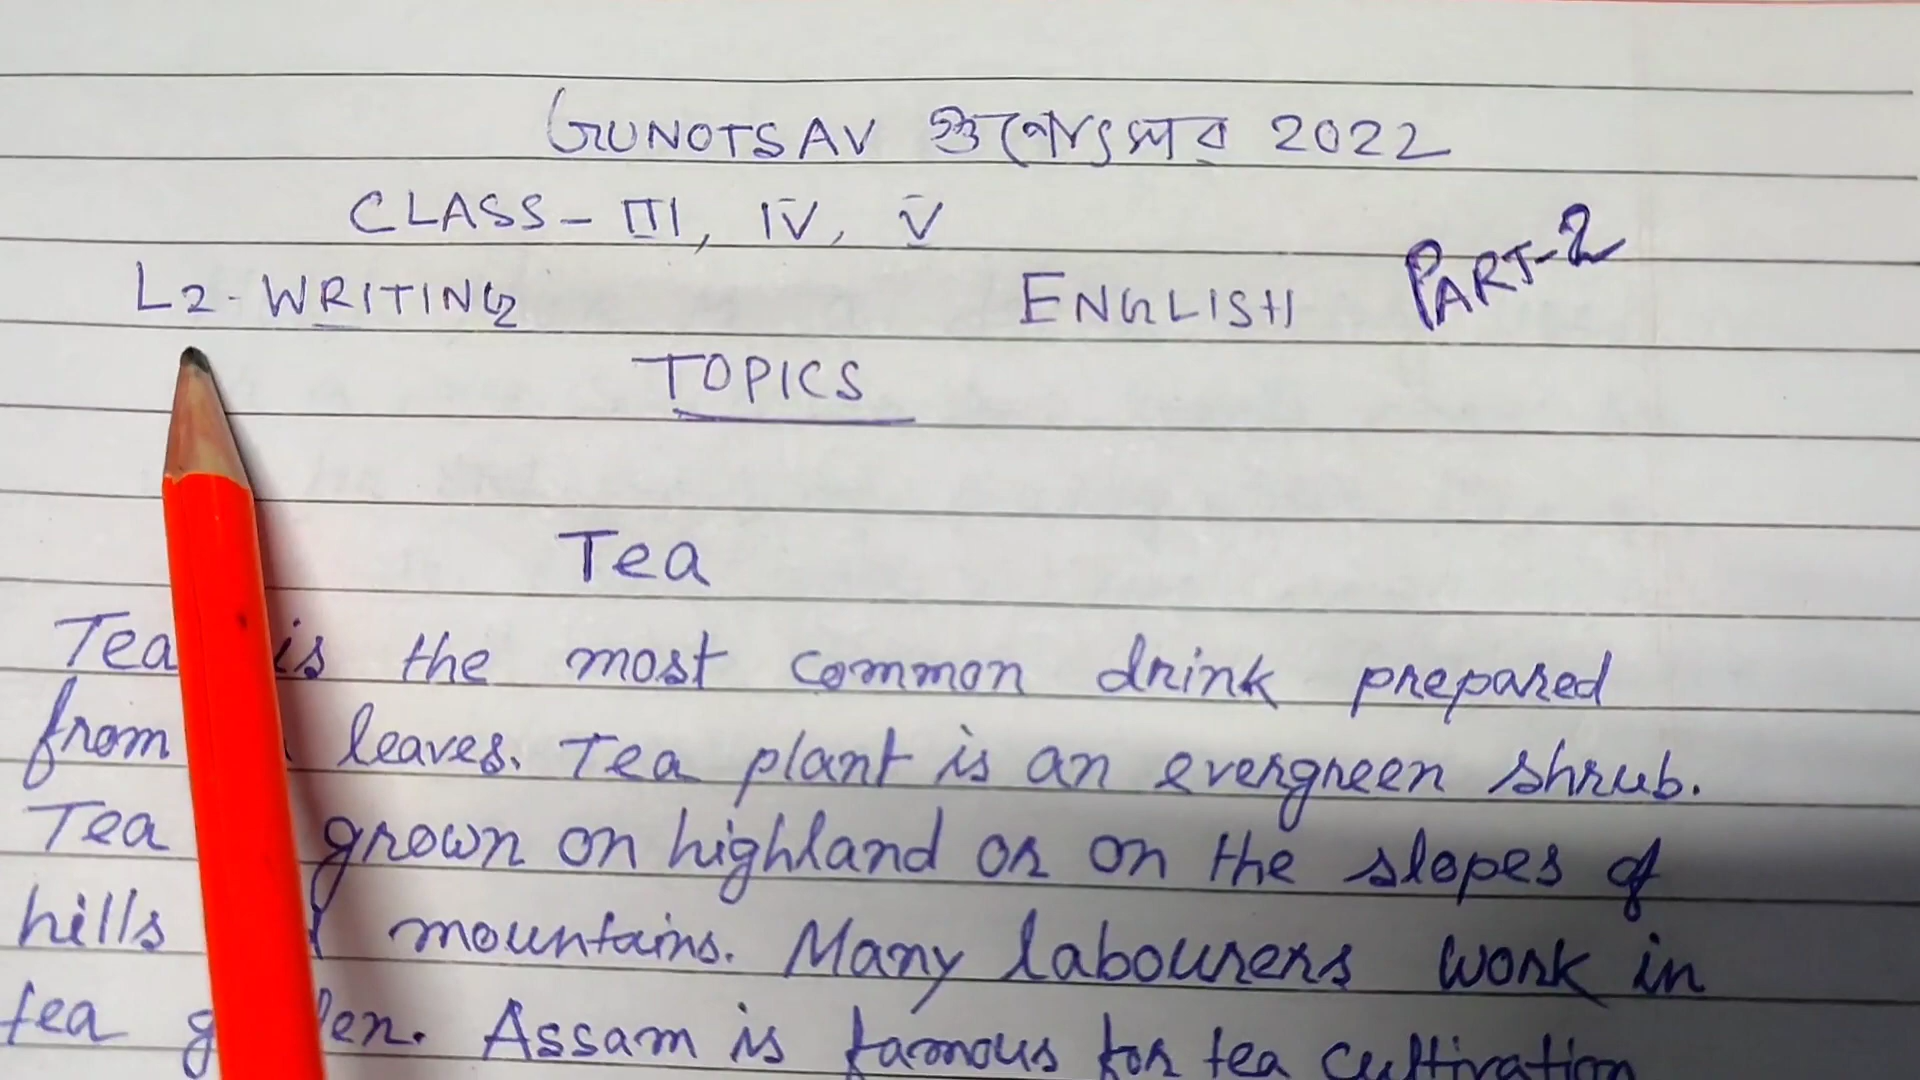 GUNOTSAV গুণোৎসৱ 2022
CLASS - III, IV, V
L2 - WRITING ENGLISH PART-2
TOPICS
Tea
Tea is the most common drink prepared
from leaves. Tea plant is an evergreen shrub.
Tea grown on highland or on the slopes of
hills mountains. Many labourers work in
tea Assam is famous for tea cultivation